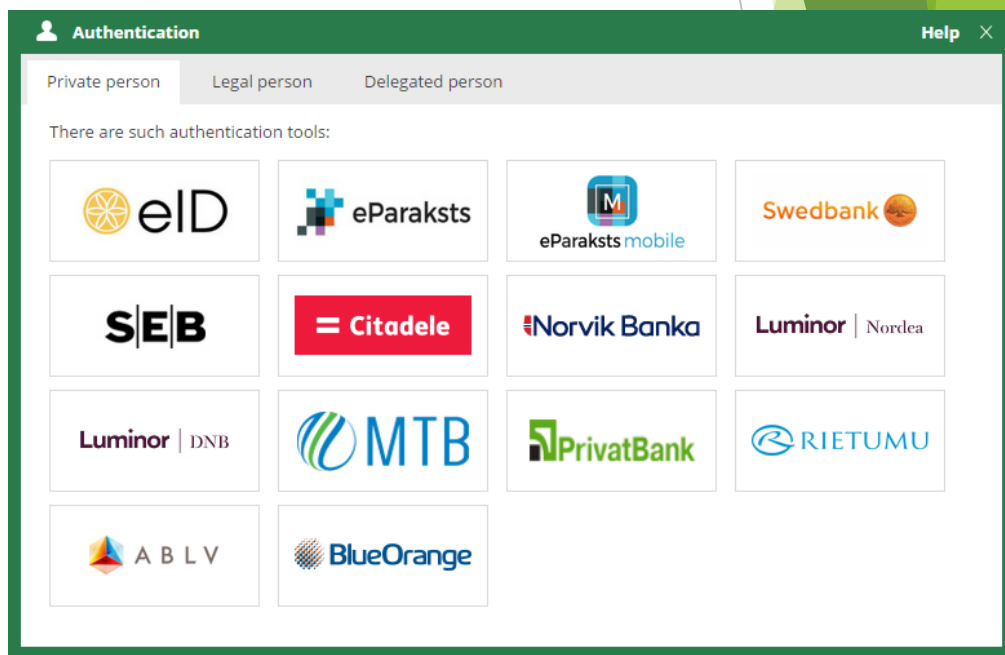 Authentication
Help
Private person
Legal person
Delegated person
There are such authentication tools:
eID
eParaksts
M
eParaksts mobile
Swedbank
S|E|B
Citadele
Norvik Banka
Luminor | Nordea
Luminor | DNB
MTB
PrivatBank
RIETUMU
ABLV
BlueOrange